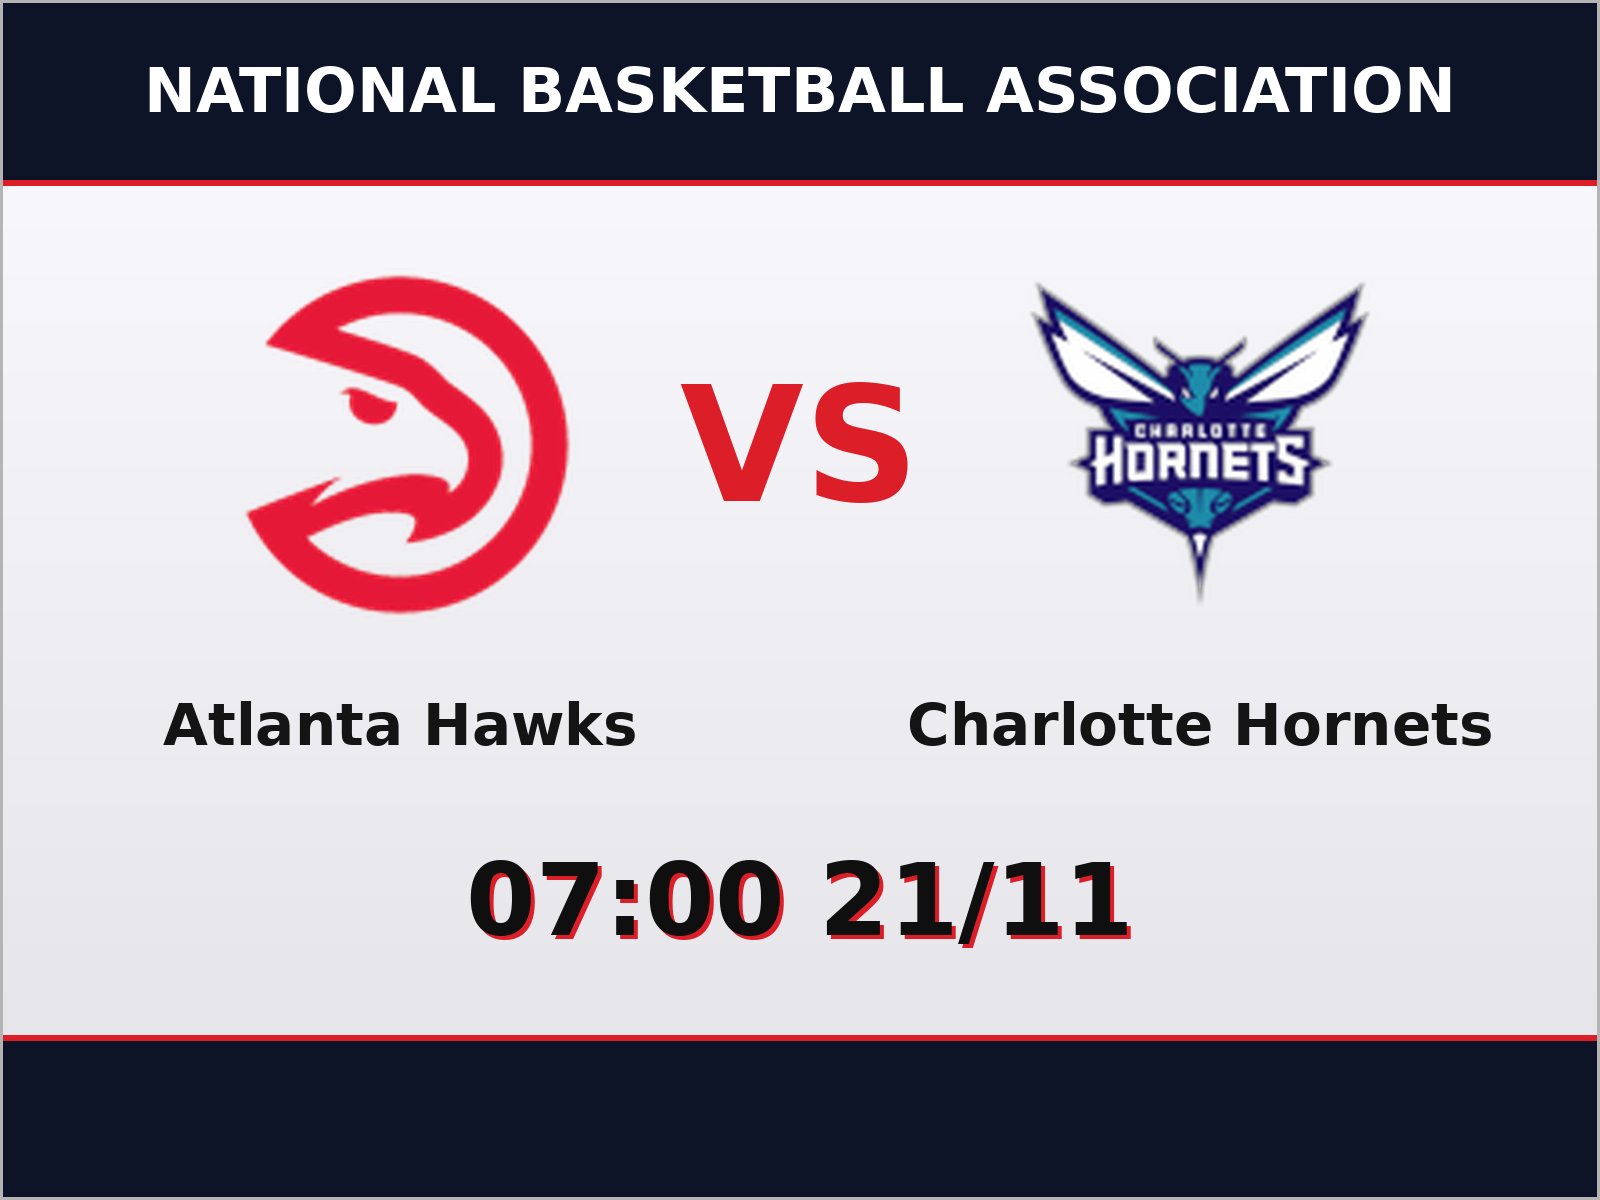 NATIONAL BASKETBALL ASSOCIATION
VS
CHARLOTTE
HORNETS
Atlanta Hawks
Charlotte Hornets
07:00 21/11